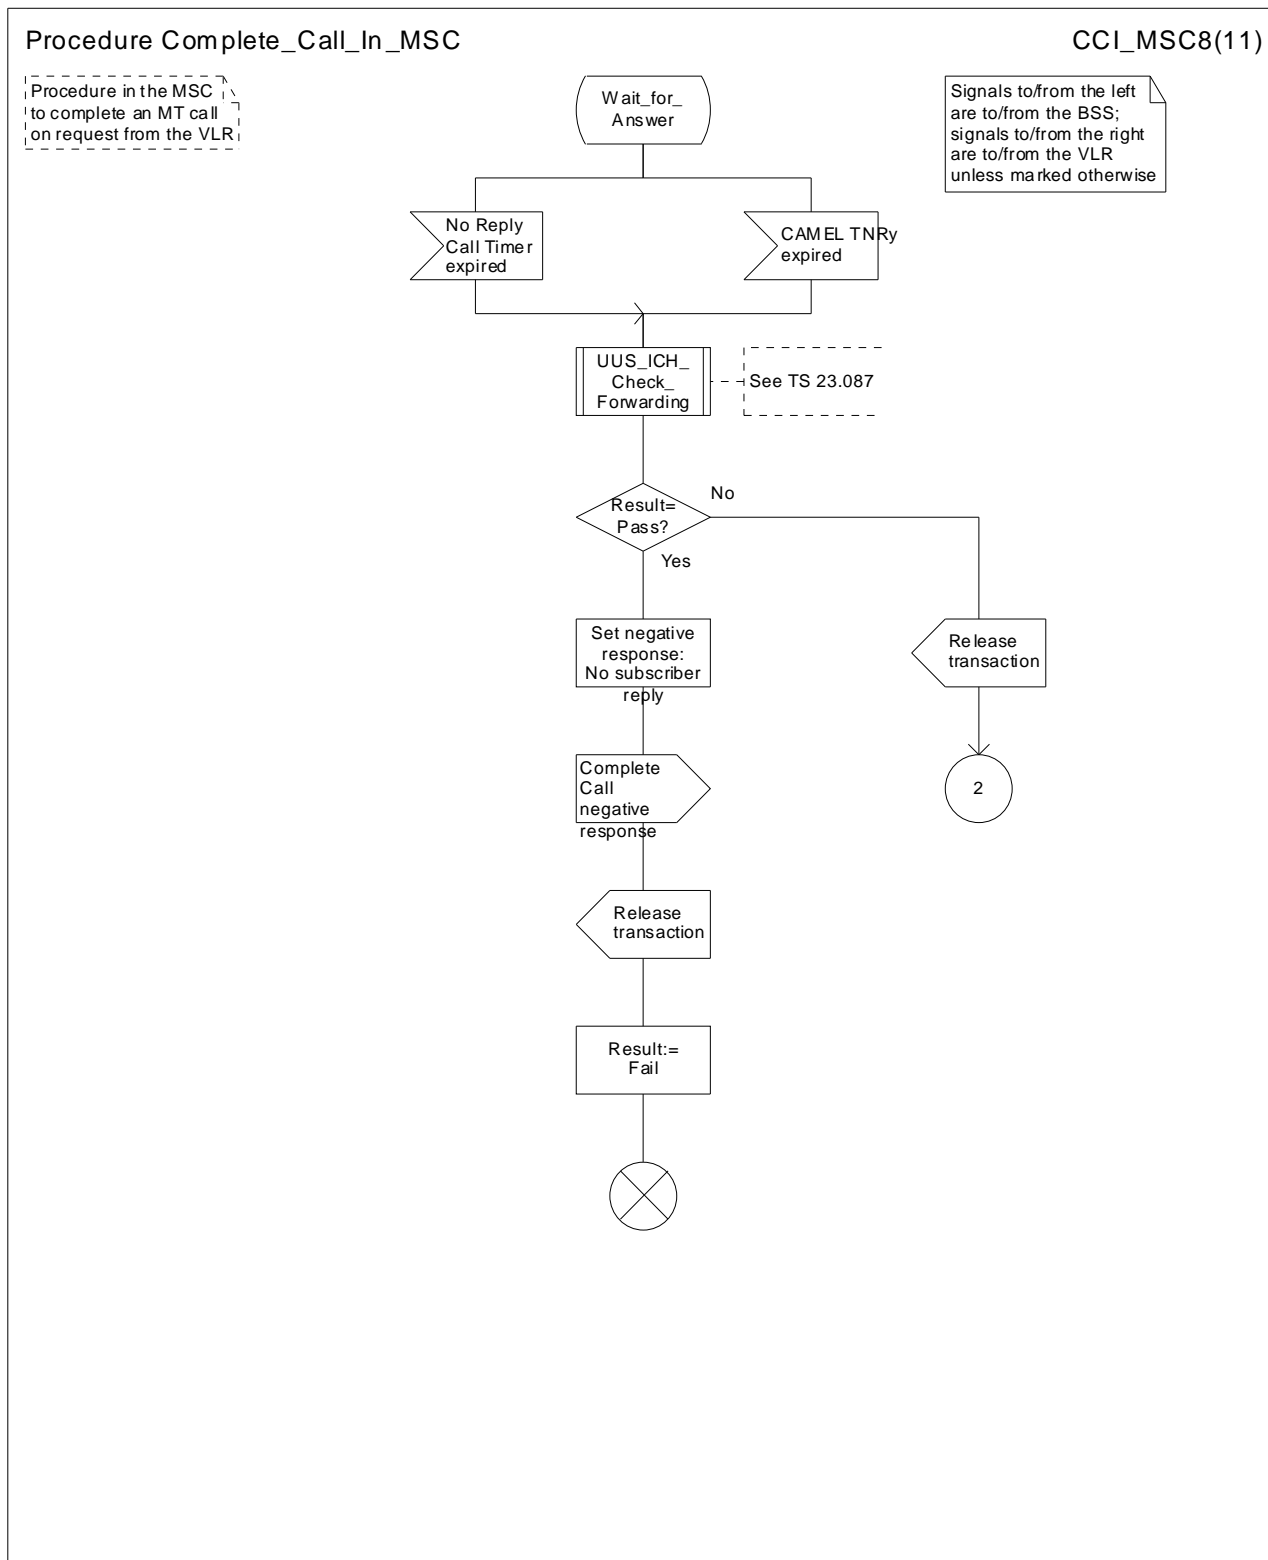 Procedure Complete_Call_In_MSC
CCI_MSC8(11)
Procedure in the MSC
to complete an MT call
on request from the VLR
Wait_for_
Answer
Signals to/from the left
are to/from the BSS;
signals to/from the right
are to/from the VLR
unless marked otherwise
No Reply
Call Timer
expired
CAMEL TNRy
expired
UUS_ICH_
Check_
Forwarding
See TS 23.087
Result=
Pass?
No
Yes
Set negative
response:
No subscriber
reply
Release
transaction
Complete
Call
negative
response
2
Release
transaction
Result:=
Fail